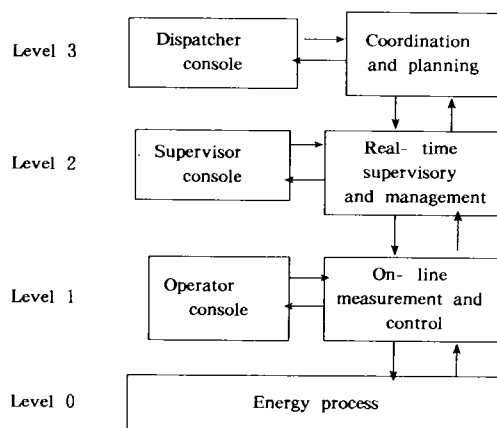 Level 3
Dispatcher
console
Coordination
and planning
Level 2
Supervisor
console
Real- time
supervisory
and management
Level 1
Operator
console
On- line
measurement and
control
Level 0
Energy process